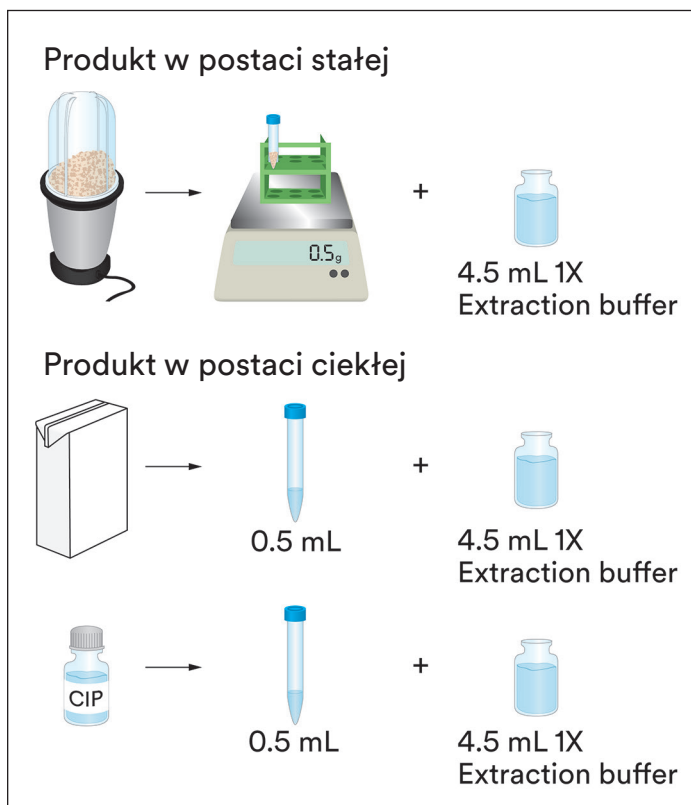 Produkt w postaci stałej
0.5g
+
4.5 mL 1X
Extraction buffer
Produkt w postaci ciekłej
+
0.5 mL
4.5 mL 1X
Extraction buffer
CIP
+
0.5 mL
4.5 mL 1X
Extraction buffer